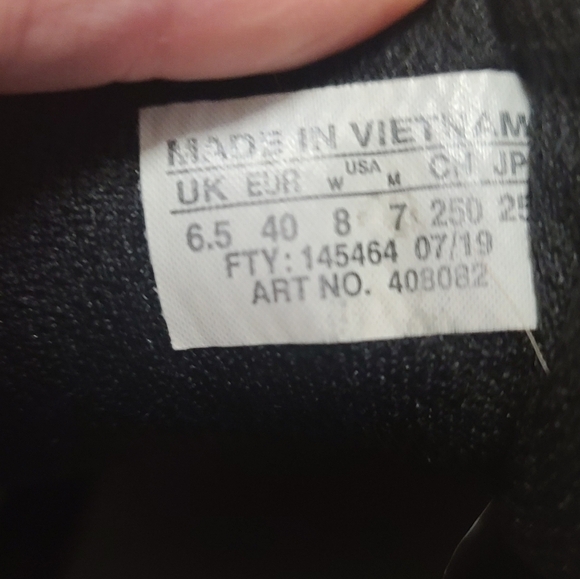 MADE IN VIETNAM
USA
UK EUR W M CN JP
6.5 40 8 7 250 25
FTY: 145464 07/19
ART NO. 408082